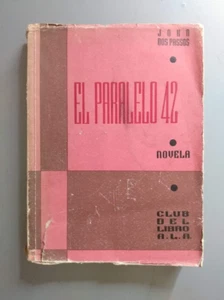 JOHN
DOS PASSOS
EL PARALELO 42
NOVELA
CLUB
DEL
LIBRO
A.L.A.